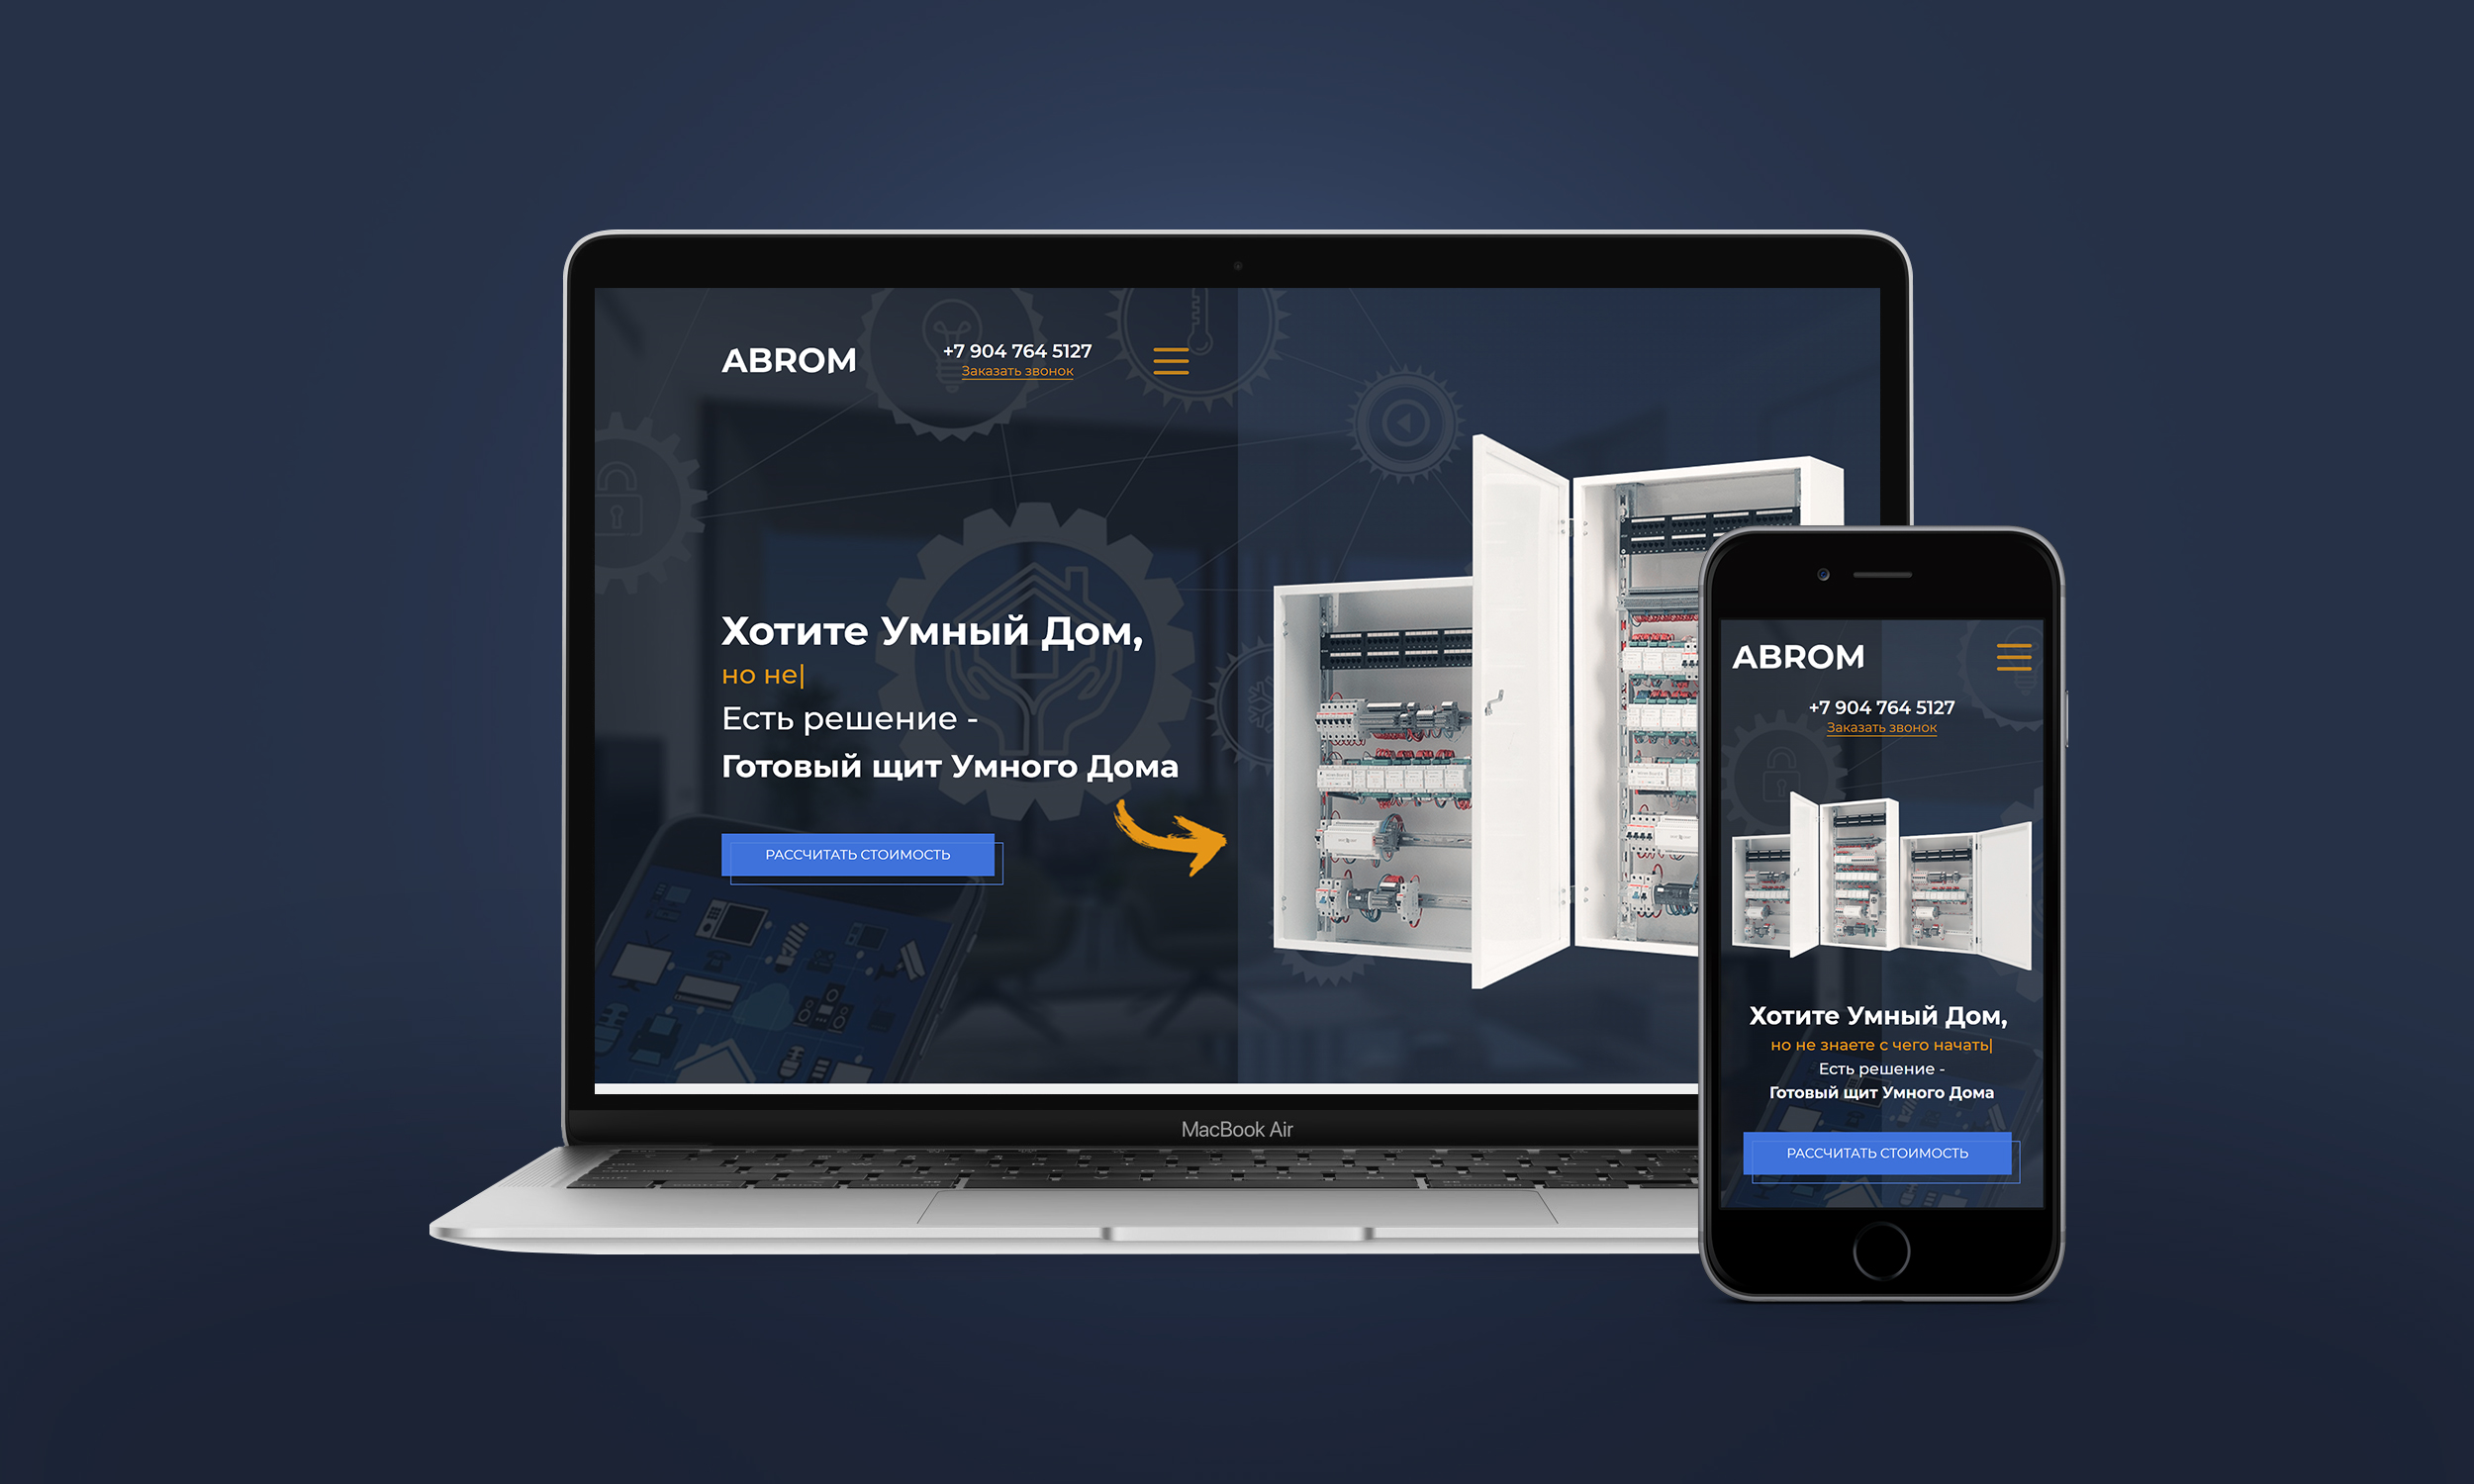 ABROM
+7 904 764 5127
Заказать звонок
Хотите Умный Дом,
но не|
Есть решение -
Готовый щит Умного Дома
РАССЧИТАТЬ СТОИМОСТЬ
MacBook Air
ABROM
+7 904 764 5127
Заказать звонок
Хотите Умный Дом,
но не знаете с чего начать|
Есть решение -
Готовый щит Умного Дома
РАССЧИТАТЬ СТОИМОСТЬ